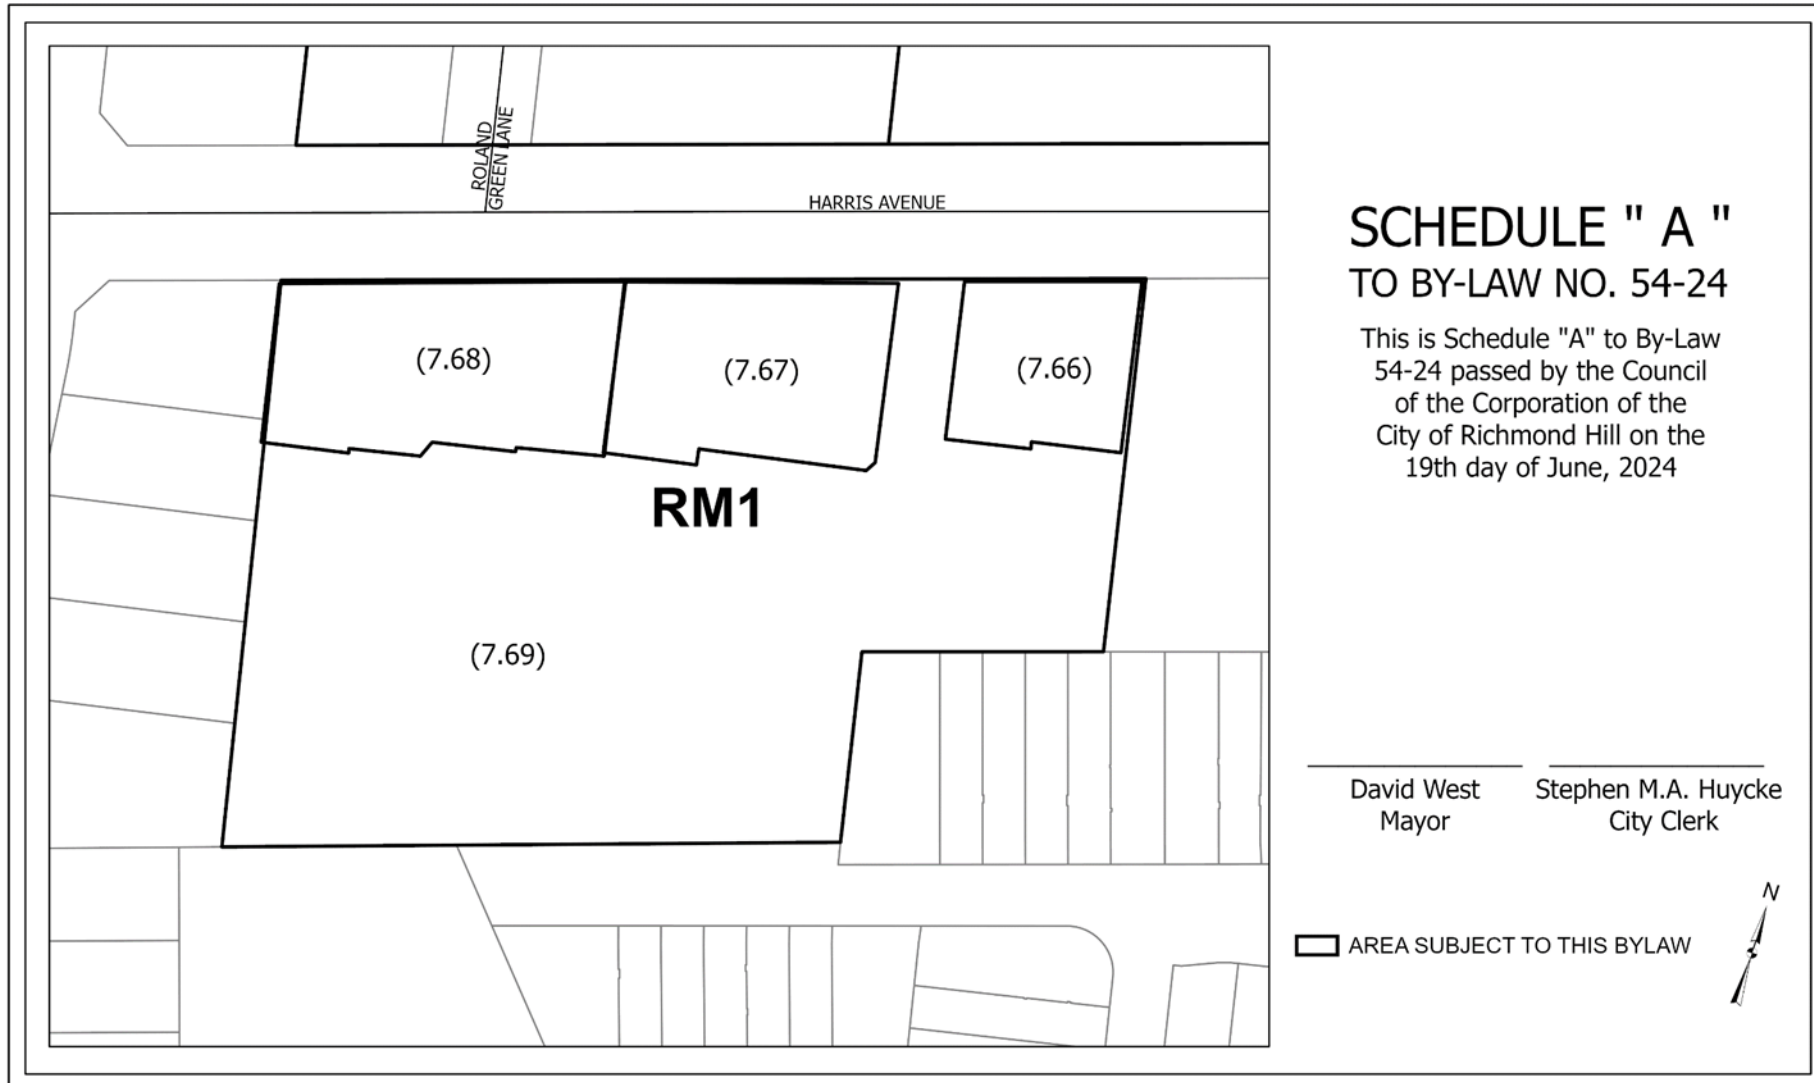 ROLAND
GREEN LANE
HARRIS AVENUE
(7.68)
(7.67)
(7.66)
RM1
(7.69)
SCHEDULE " A "
TO BY-LAW NO. 54-24
This is Schedule "A" to By-Law
54-24 passed by the Council
of the Corporation of the
City of Richmond Hill on the
19th day of June, 2024
David West
Mayor
Stephen M.A. Huycke
City Clerk
N
AREA SUBJECT TO THIS BYLAW